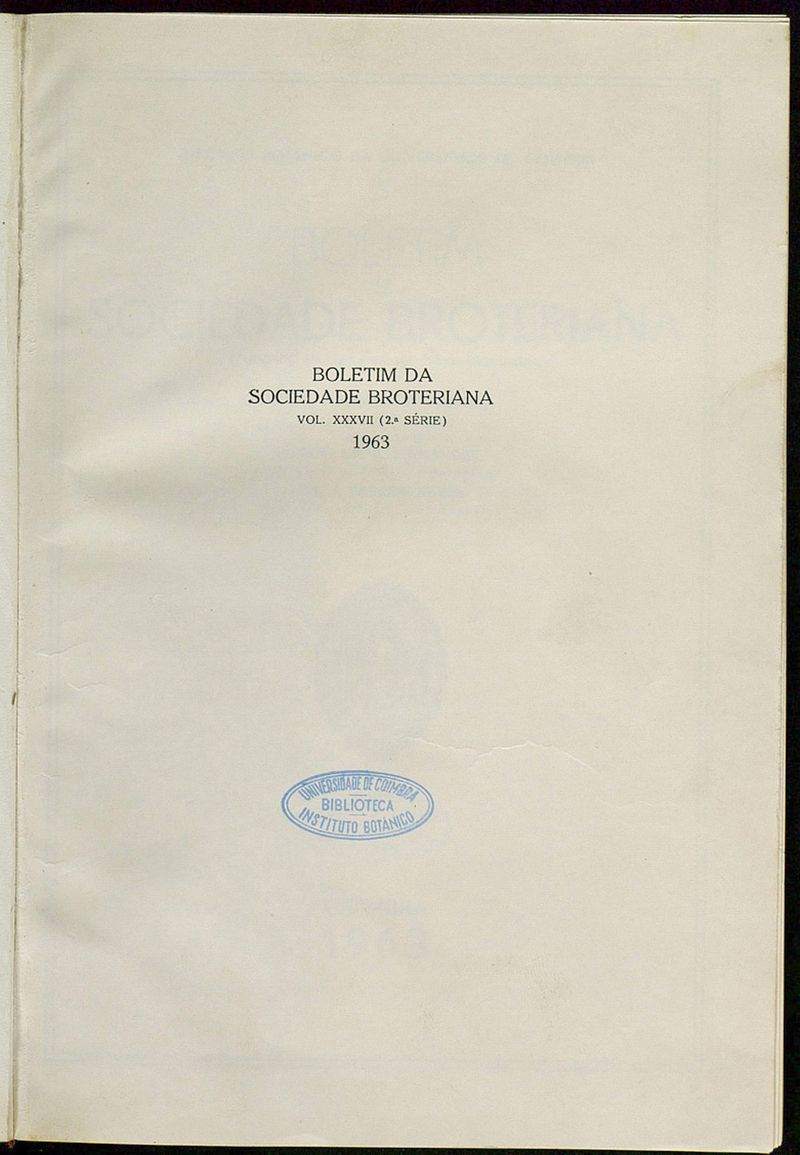 BOLETIM DA
SOCIEDADE BROTERIANA
VOL. XXXVII (2.ª SÉRIE)
1963
UNIVERSIDADE DE COIMBRA
BIBLIOTECA
INSTITUTO BOTÂNICO